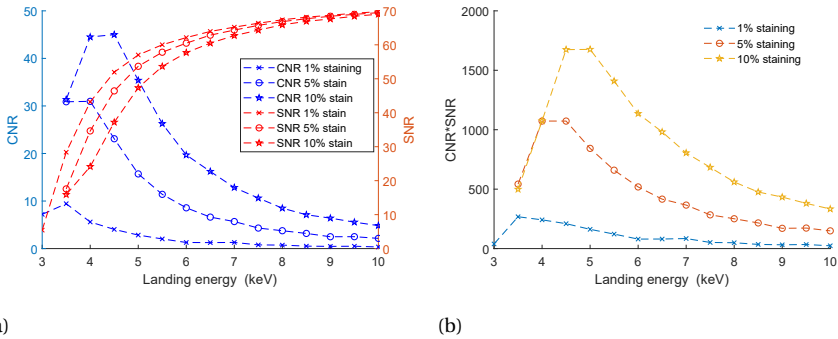 50
40
30
20
10
0
CNR
70
60
50
40
30
20
10
0
SNR
CNR 1% staining
CNR 5% stain
CNR 10% stain
SNR 1% staining
SNR 5% stain
SNR 10% stain
3 4 5 6 7 8 9 10
Landing energy (keV)
2000
1500
1000
500
0
CNR*SNR
1% staining
5% staining
10% staining
3 4 5 6 7 8 9 10
Landing energy (keV)
(b)